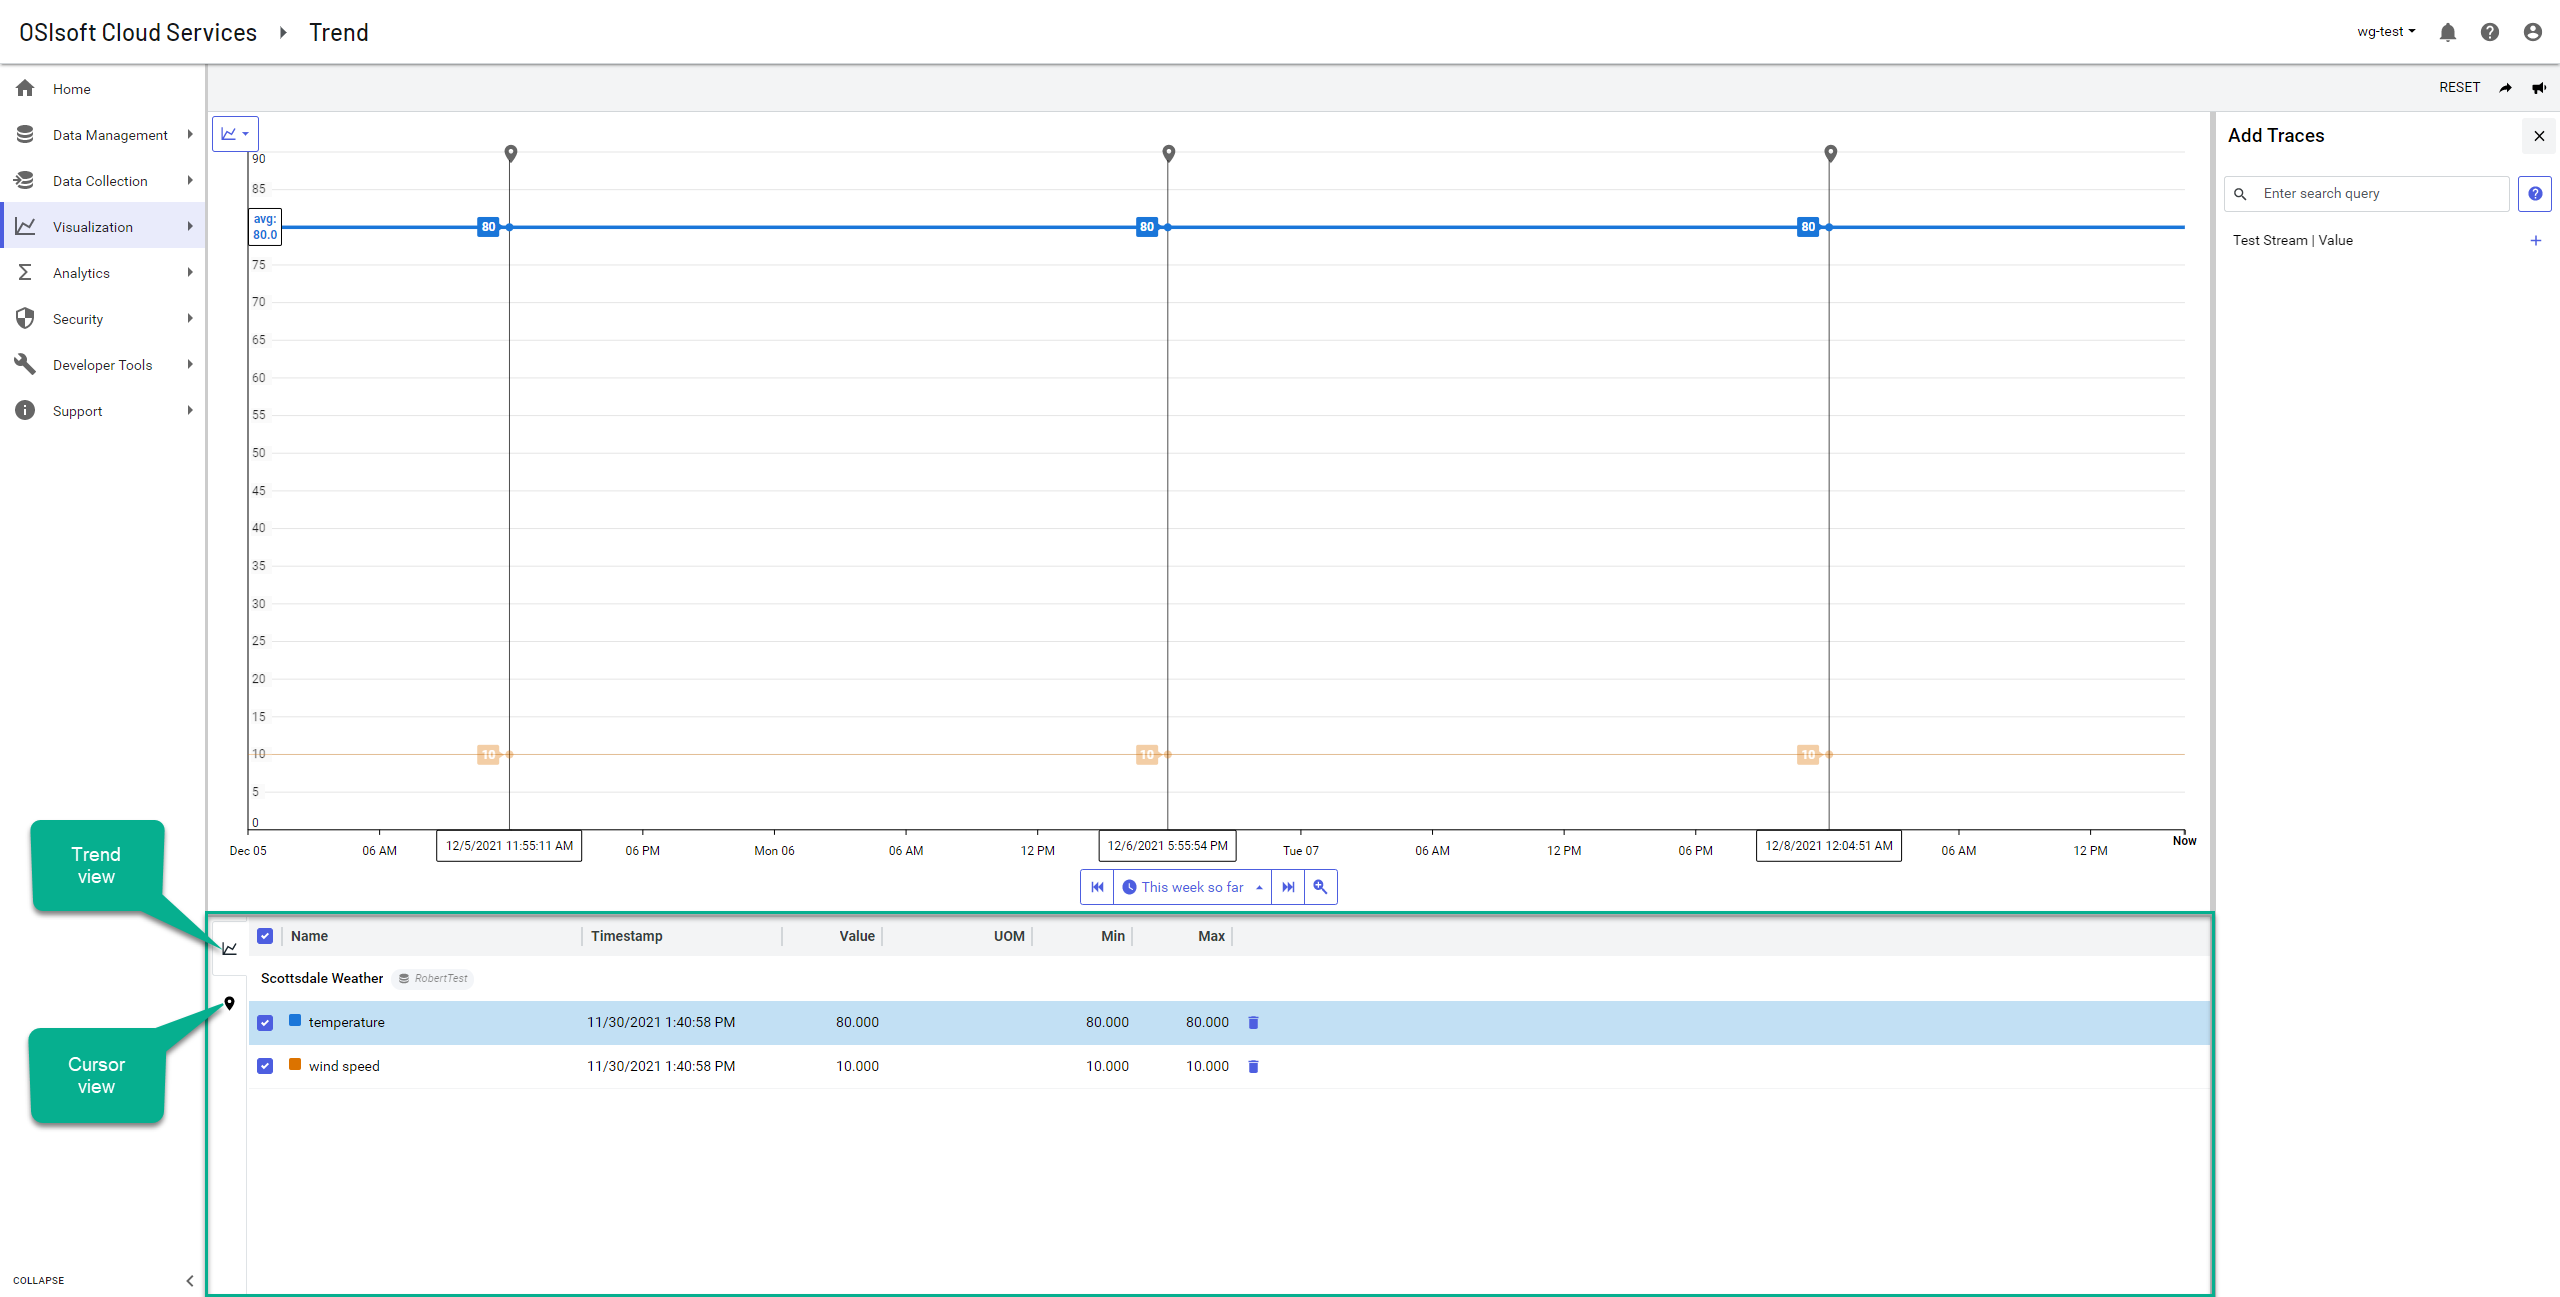 OSIsoft Cloud Services Trend
wg-test
Home
Data Management
Data Collection
Visualization
Analytics
Security
Developer Tools
Support
COLLAPSE
RESET
90
85
avg:
80.0
75
70
65
60
55
50
45
40
35
30
25
20
15
10
5
0
80 80 80
10 10 10
Dec 05 06 AM 12/5/2021 11:55:11 AM 06 PM Mon 06 06 AM 12 PM 12/6/2021 5:55:54 PM Tue 07 06 AM 12 PM 06 PM 12/8/2021 12:04:51 AM 06 AM 12 PM Now
This week so far
Add Traces
Enter search query
Test Stream | Value
Trend
view
Cursor
view
Name Timestamp Value UOM Min Max
Scottsdale Weather RobertTest
temperature 11/30/2021 1:40:58 PM 80.000 80.000 80.000
wind speed 11/30/2021 1:40:58 PM 10.000 10.000 10.000